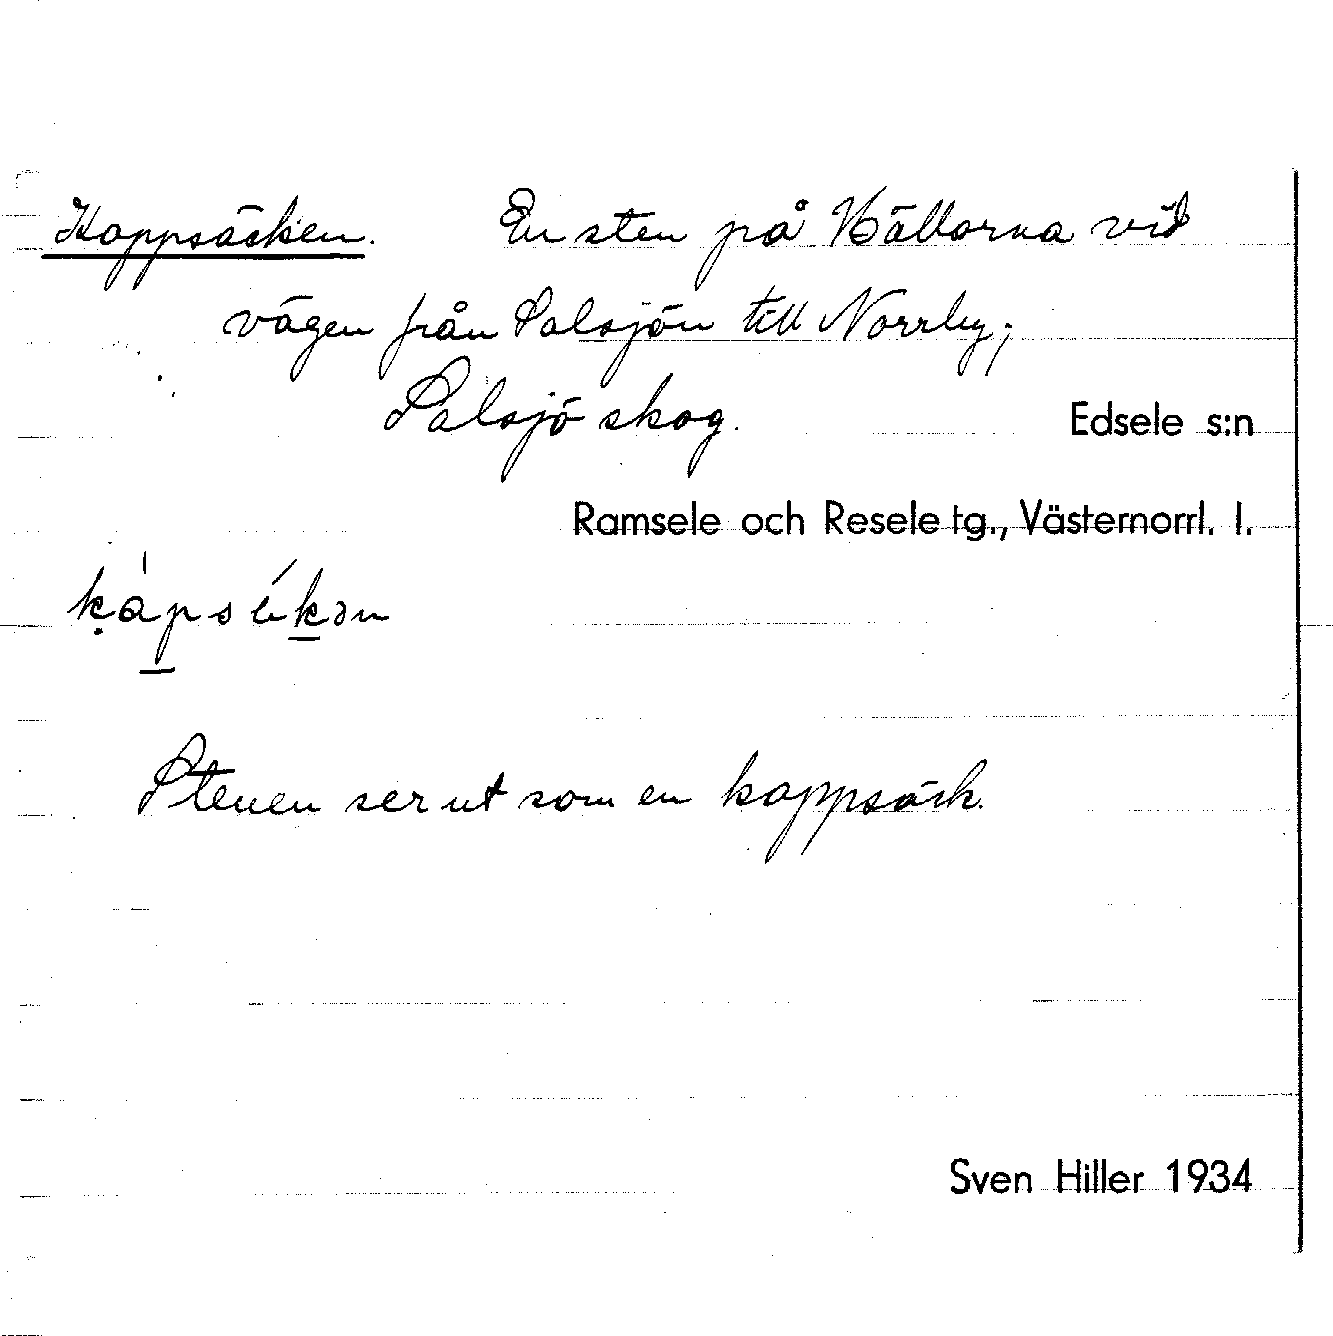 Kappsäcken. En sten på Hällorna vid
vägen från Salsjön till Norrby;
Salsjö skog. Edsele s:n
Ramsele och Resele tg., Västernorrl. l.
Stenen ser ut som en kappsäck.
Sven Hiller 1934